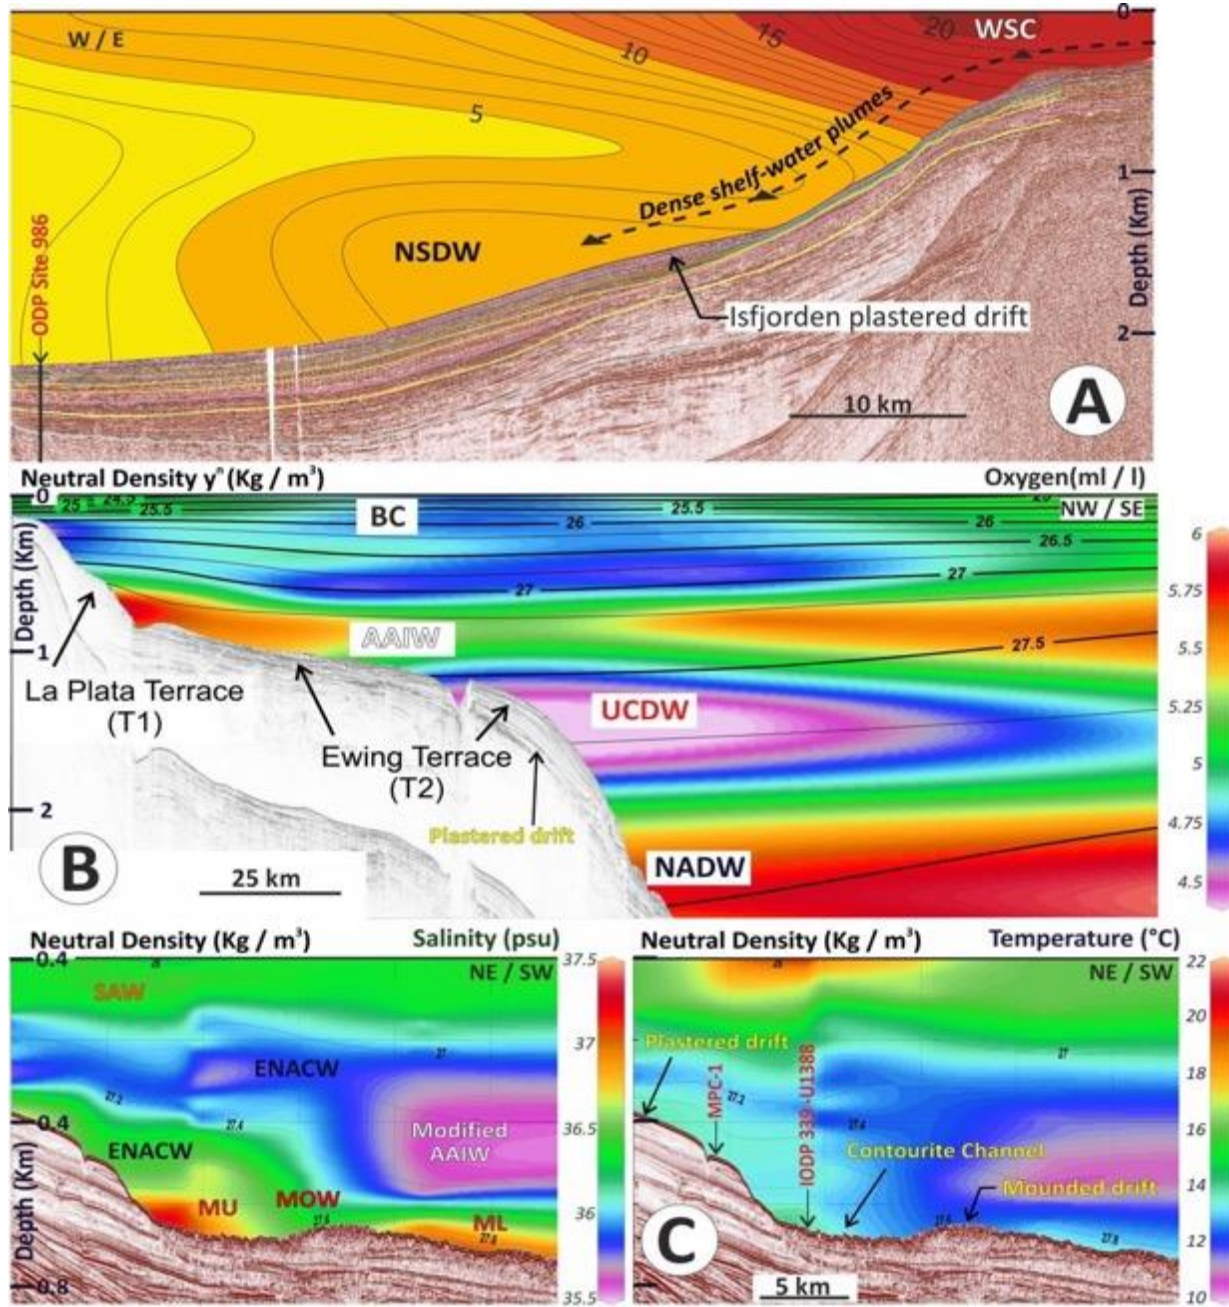 W / E
5
10
15
20
WSC
0
Dense shelf-water plumes
1
Depth (Km)
ODP Site 986
NSDW
Isfjorden plastered drift
2
10 km
A
Neutral Density yⁿ (Kg / m³)
Oxygen(ml / l)
0
25
24.5
25.5
BC
26
25.5
26
NW / SE
26.5
27
27
6
5.75
5.5
5.25
5
4.75
4.5
Depth (Km)
1
AAIW
27.5
La Plata Terrace
(T1)
UCDW
Ewing Terrace
(T2)
2
Plastered drift
B
25 km
NADW
Neutral Density (Kg / m³)
Salinity (psu)
0.4
NE / SW
37.5
SAW
37
27
ENACW
27.2
27.4
0.4
36.5
ENACW
Modified
AAIW
MU
MOW
ML
36
27.6
27.8
Depth (Km)
0.8
35.5
Neutral Density (Kg / m³)
Temperature (°C)
NE / SW
22
20
18
16
14
12
10
Plastered drift
27
MPC-1
IODP 339 -U1388
27.2
27.4
Contourite Channel
Mounded drift
27.6
27.8
C
5 km